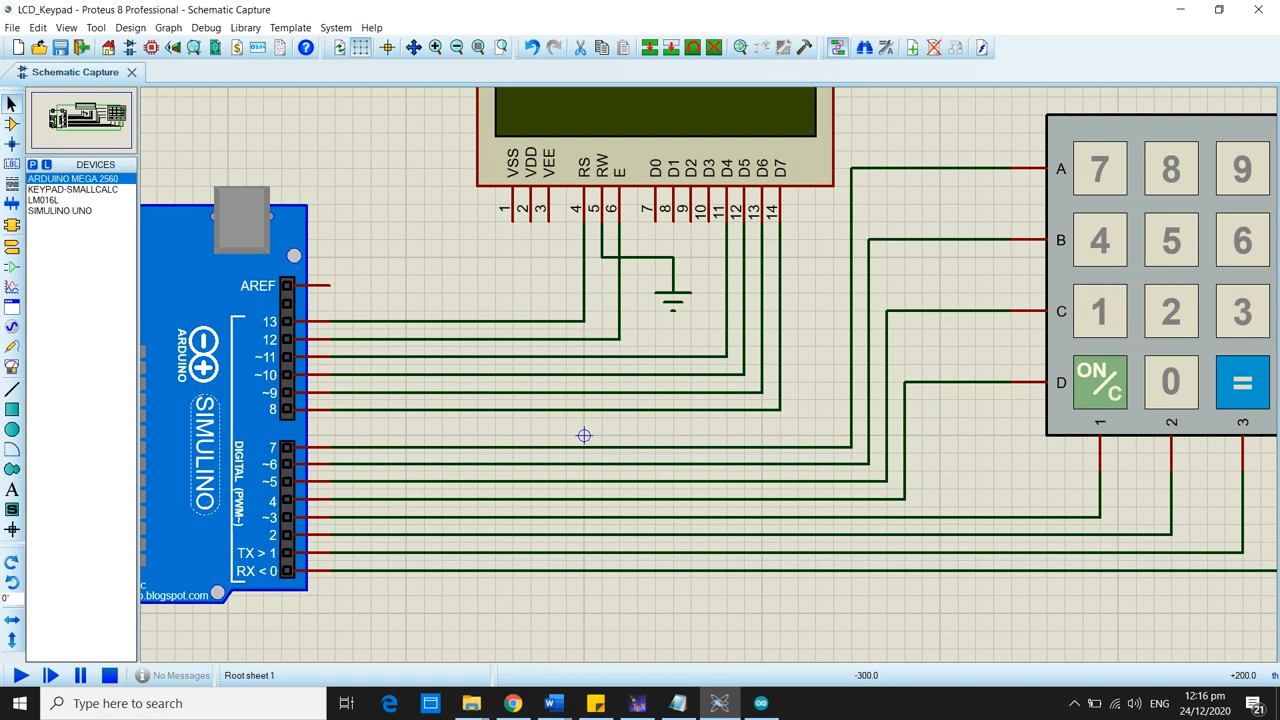 LCD_Keypad - Proteus 8 Professional - Schematic Capture
File Edit View Tool Design Graph Debug Library Template System Help
Schematic Capture
P L DEVICES
ARDUINO MEGA 2560
KEYPAD-SMALLCALC
LM016L
SIMULINO UNO
LBL
A
S
0°
VSS VDD VEE RS RW E D0 D1 D2 D3 D4 D5 D6 D7
1 2 3 4 5 6 7 8 9 10 11 12 13 14
A 7 8 9
B 4 5 6
C 1 2 3
D ON/C 0 =
1 2 3
AREF
13
12
~11
~10
~9
8
7
~6
~5
4
~3
2
TX > 1
RX < 0
ARDUINO
SIMULINO
DIGITAL (PWM~)
c
o.blogspot.com
No Messages Root sheet 1 -300.0 +200.0 th
Type here to search
ENG
12:16 pm
24/12/2020
21